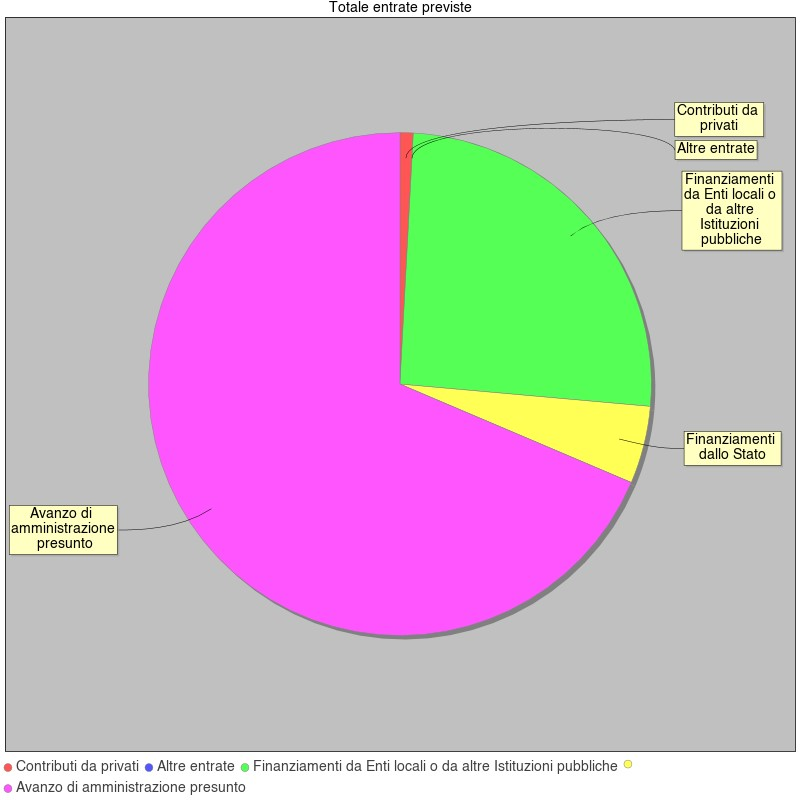 Totale entrate previste
Contributi da
privati
Altre entrate
Finanziamenti
da Enti locali o
da altre
Istituzioni
pubbliche
Finanziamenti
dallo Stato
Avanzo di
amministrazione
presunto
Contributi da privati Altre entrate Finanziamenti da Enti locali o da altre Istituzioni pubbliche
Avanzo di amministrazione presunto